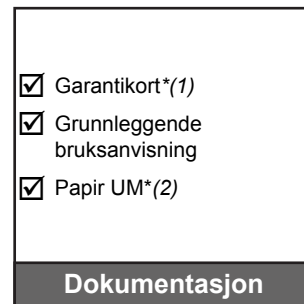 Garantikort*(1)
Grunnleggende
bruksanvisning
Papir UM*(2)
Dokumentasjon